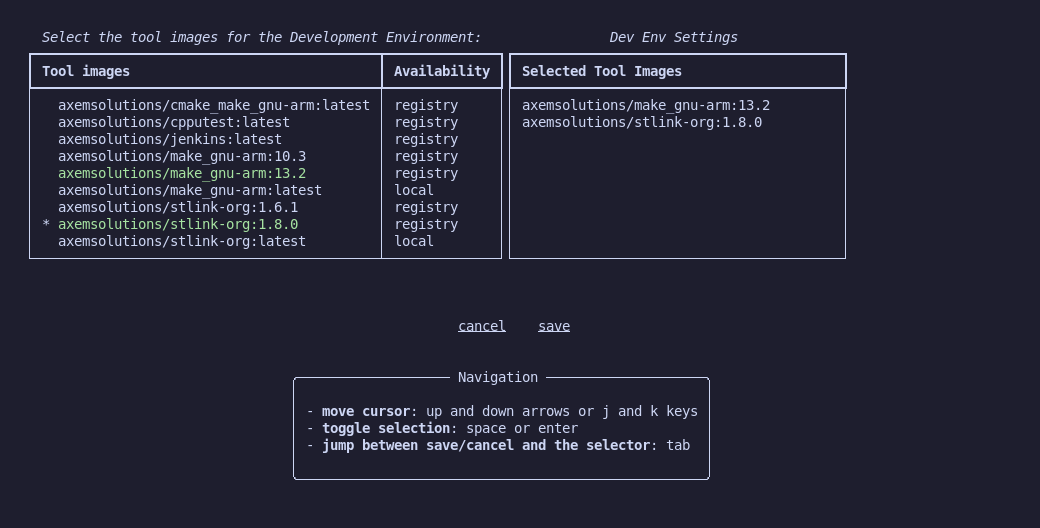 Select the tool images for the Development Environment:
Dev Env Settings
Tool images Availability
Selected Tool Images
axemsolutions/cmake_make_gnu-arm:latest registry
axemsolutions/cpputest:latest registry
axemsolutions/jenkins:latest registry
axemsolutions/make_gnu-arm:10.3 registry
axemsolutions/make_gnu-arm:13.2 registry
axemsolutions/make_gnu-arm:latest local
axemsolutions/stlink-org:1.6.1 registry
* axemsolutions/stlink-org:1.8.0 registry
axemsolutions/stlink-org:latest local
axemsolutions/make_gnu-arm:13.2
axemsolutions/stlink-org:1.8.0
cancel save
Navigation
- move cursor: up and down arrows or j and k keys
- toggle selection: space or enter
- jump between save/cancel and the selector: tab